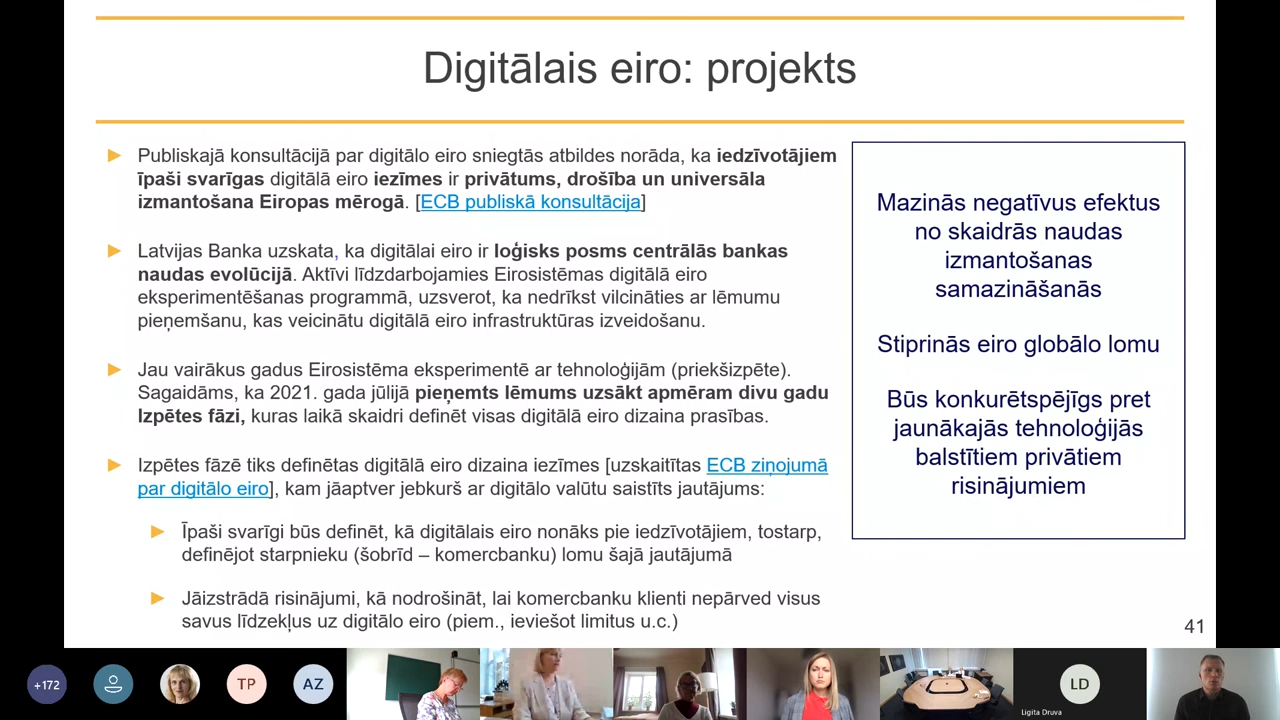 Digitālais eiro: projekts
Publiskajā konsultācijā par digitālo eiro sniegtās atbildes norāda, ka iedzīvotājiem
īpaši svarīgas digitālā eiro iezīmes ir privātums, drošība un universāla
izmantošana Eiropas mērogā. [ECB publiskā konsultācija]
Latvijas Banka uzskata, ka digitālai eiro ir loģisks posms centrālās bankas
naudas evolūcijā. Aktīvi līdzdarbojamies Eirosistēmas digitālā eiro
eksperimentēšanas programmā, uzsverot, ka nedrīkst vilcināties ar lēmumu
pieņemšanu, kas veicinātu digitālā eiro infrastruktūras izveidošanu.
Jau vairākus gadus Eirosistēma eksperimentē ar tehnoloģijām (priekšizpēte).
Sagaidāms, ka 2021. gada jūlijā pieņemts lēmums uzsākt apmēram divu gadu
Izpētes fāzi, kuras laikā skaidri definēt visas digitālā eiro dizaina prasības.
Izpētes fāzē tiks definētas digitālā eiro dizaina iezīmes [uzskaitītas ECB ziņojumā
par digitālo eiro], kam jāaptver jebkurš ar digitālo valūtu saistīts jautājums:
Īpaši svarīgi būs definēt, kā digitālais eiro nonāks pie iedzīvotājiem, tostarp,
definējot starpnieku (šobrīd – komercbanku) lomu šajā jautājumā
Jāizstrādā risinājumi, kā nodrošināt, lai komercbanku klienti nepārved visus
savus līdzekļus uz digitālo eiro (piem., ieviešot limitus u.c.)
Mazinās negatīvus efektus
no skaidrās naudas
izmantošanas
samazināšanās
Stiprinās eiro globālo lomu
Būs konkurētspējīgs pret
jaunākajās tehnoloģijās
balstītiem privātiem
risinājumiem
41
+172
TP
AZ
LD
Ligita Druva